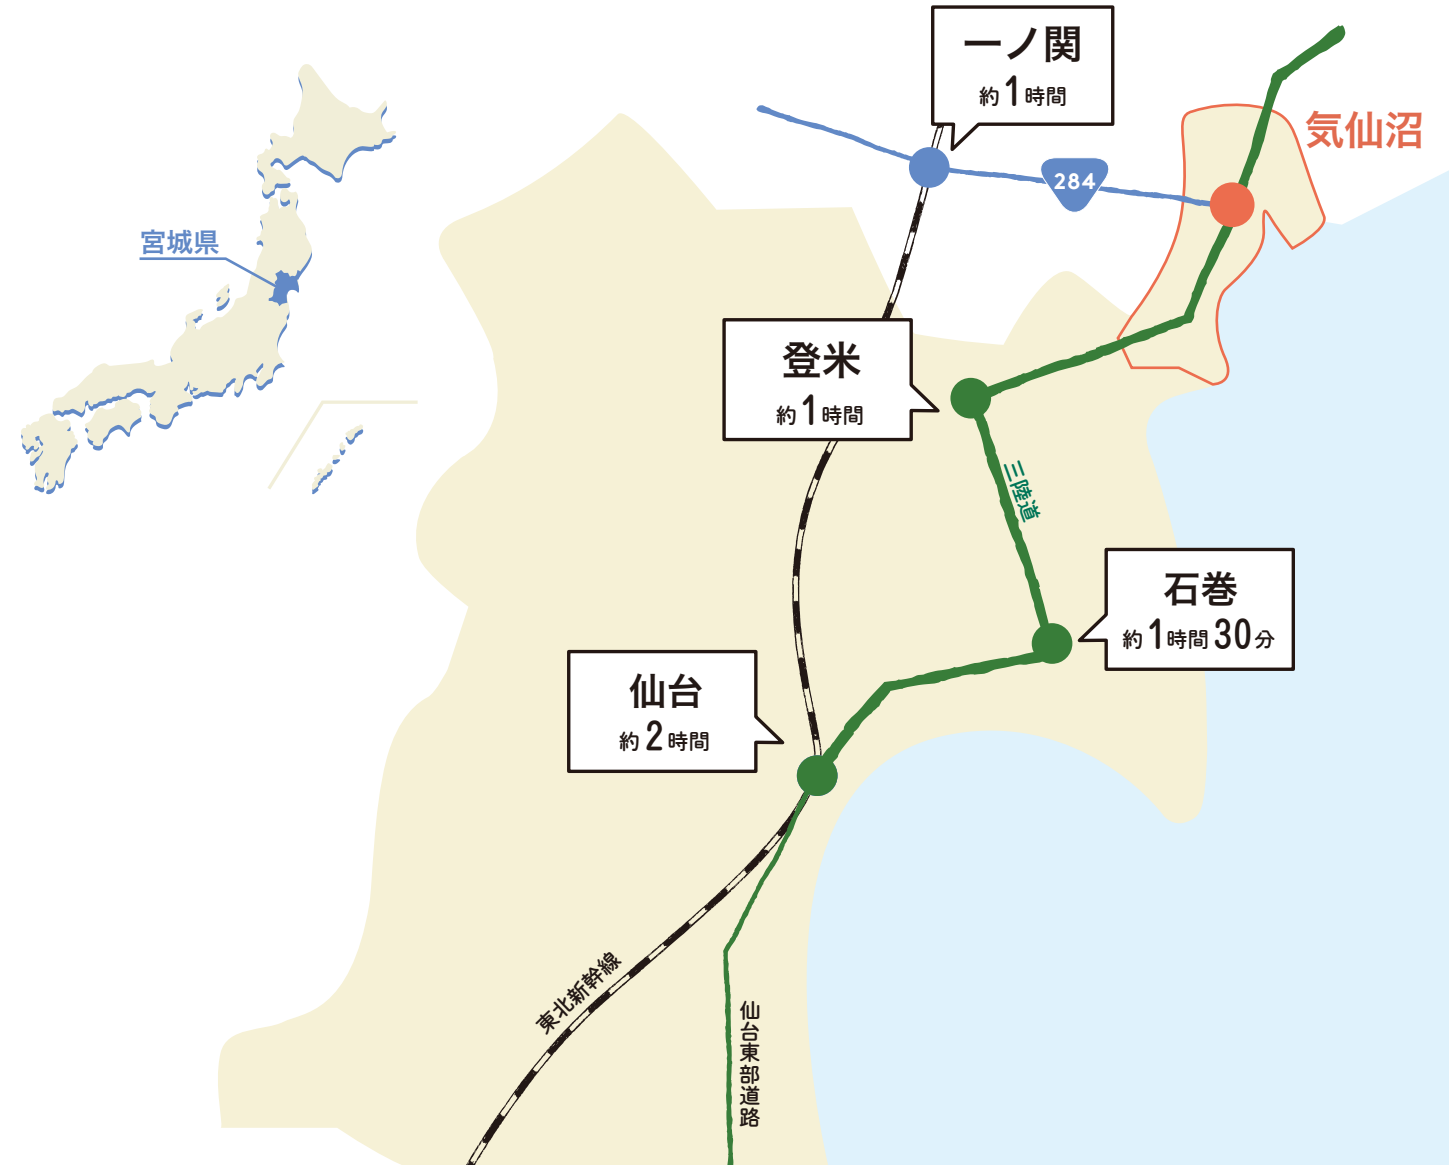 一ノ関
約1時間
気仙沼
284
宮城県
登米
約1時間
三陸道
石巻
約1時間30分
仙台
約2時間
東北新幹線
仙台東部道路